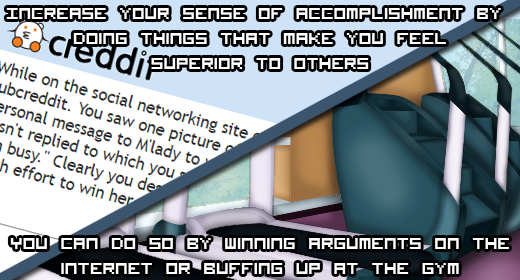 INCREASE YOUR SENSE OF ACCOMPLISHMENT BY
DOING THINGS THAT MAKE YOU FEEL
SUPERIOR TO OTHERS
creddit
While on the social networking site
subcreddit. You saw one picture
personal message to M'lady to
sn't replied to which you
busy." Clearly you
effort to win her
YOU CAN DO SO BY WINNING ARGUMENTS ON THE
INTERNET OR BUFFING UP AT THE GYM